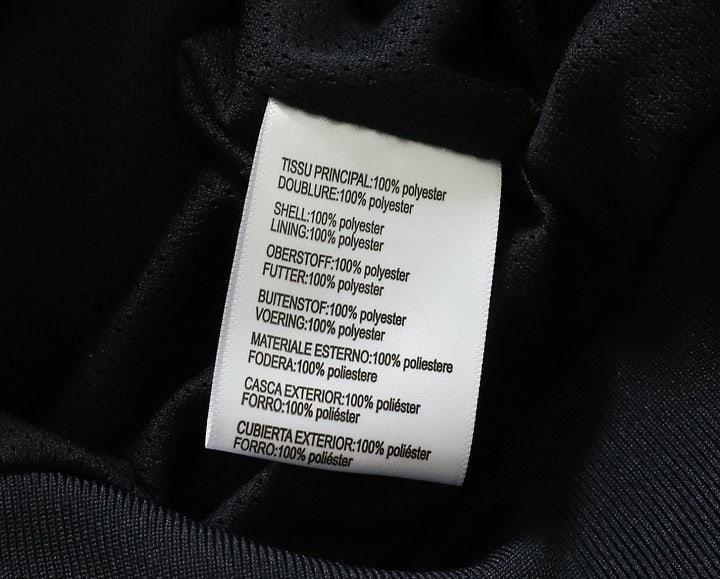 TISSU PRINCIPAL:100% polyester
DOUBLURE:100% polyester
SHELL:100% polyester
LINING:100% polyester
OBERSTOFF:100% polyester
FUTTER:100% polyester
BUITENSTOF:100% polyester
VOERING:100% polyester
MATERIALE ESTERNO:100% poliestere
FODERA:100% poliestere
CASCA EXTERIOR:100% poliéster
FORRO:100% poliéster
CUBIERTA EXTERIOR:100% poliéster
FORRO:100% poliéster